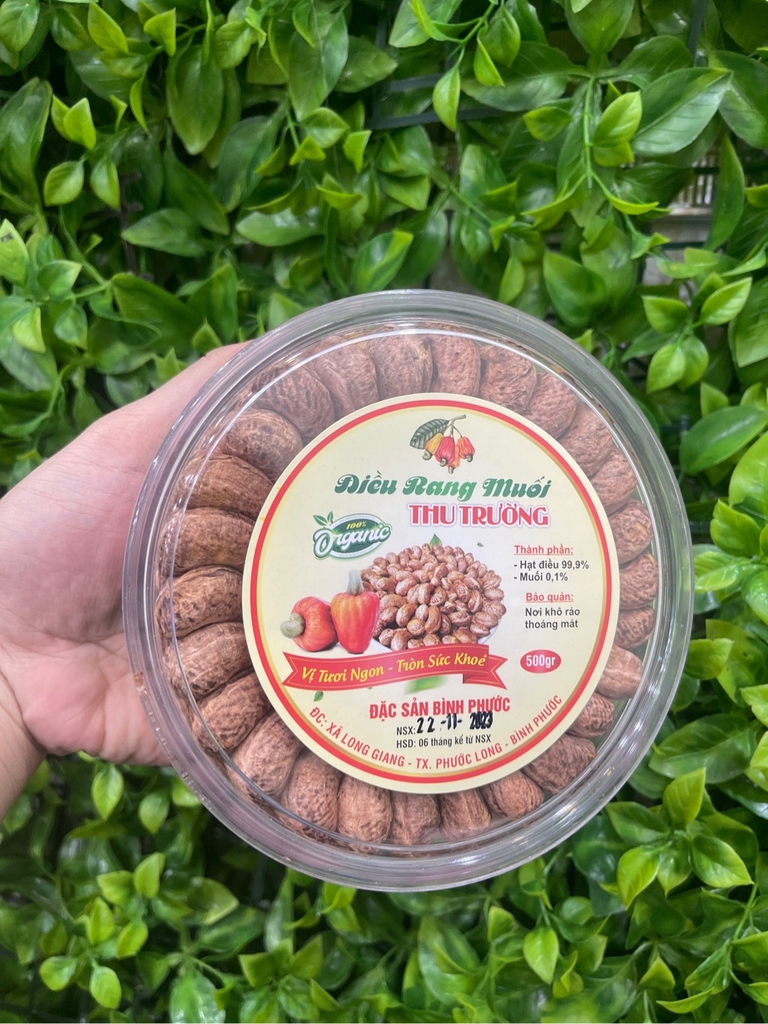 Điều Rang Muối
THU TRƯỜNG
100%
Organic
Thành phần:
- Hạt điều 99,9%
- Muối 0,1%
Bảo quản:
Nơi khô ráo
thoáng mát
500gr
Vị Tươi Ngon - Tròn Sức Khoẻ
ĐẶC SẢN BÌNH PHƯỚC
NSX: 22-11-2023
HSD: 06 tháng kể từ NSX
ĐC: XÃ LONG GIANG - TX. PHƯỚC LONG - BÌNH PHƯỚC